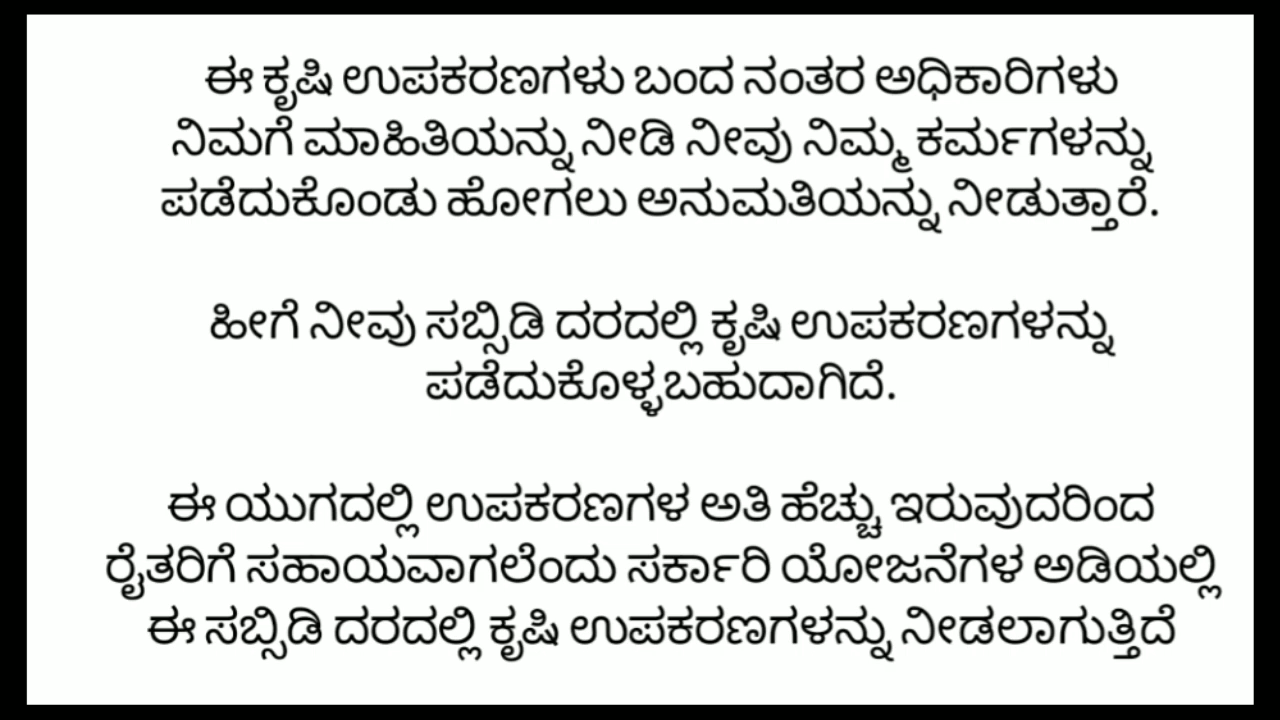 ಈ ಕೃಷಿ ಉಪಕರಣಗಳು ಬಂದ ನಂತರ ಅಧಿಕಾರಿಗಳು
ನಿಮಗೆ ಮಾಹಿತಿಯನ್ನು ನೀಡಿ ನೀವು ನಿಮ್ಮ ಕರ್ಮಗಳನ್ನು
ಪಡೆದುಕೊಂಡು ಹೋಗಲು ಅನುಮತಿಯನ್ನು ನೀಡುತ್ತಾರೆ.
ಹೀಗೆ ನೀವು ಸಬ್ಸಿಡಿ ದರದಲ್ಲಿ ಕೃಷಿ ಉಪಕರಣಗಳನ್ನು
ಪಡೆದುಕೊಳ್ಳಬಹುದಾಗಿದೆ.
ಈ ಯುಗದಲ್ಲಿ ಉಪಕರಣಗಳ ಅತಿ ಹೆಚ್ಚು ಇರುವುದರಿಂದ
ರೈತರಿಗೆ ಸಹಾಯವಾಗಲೆಂದು ಸರ್ಕಾರಿ ಯೋಜನೆಗಳ ಅಡಿಯಲ್ಲಿ
ಈ ಸಬ್ಸಿಡಿ ದರದಲ್ಲಿ ಕೃಷಿ ಉಪಕರಣಗಳನ್ನು ನೀಡಲಾಗುತ್ತಿದೆ